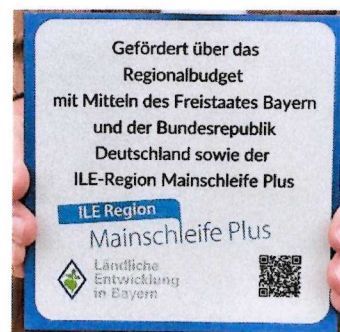 Gefördert über das
Regionalbudget
mit Mitteln des Freistaates Bayern
und der Bundesrepublik
Deutschland sowie der
ILE-Region Mainschleife Plus
ILE Region
Mainschleife Plus
Ländliche
Entwicklung
in Bayern